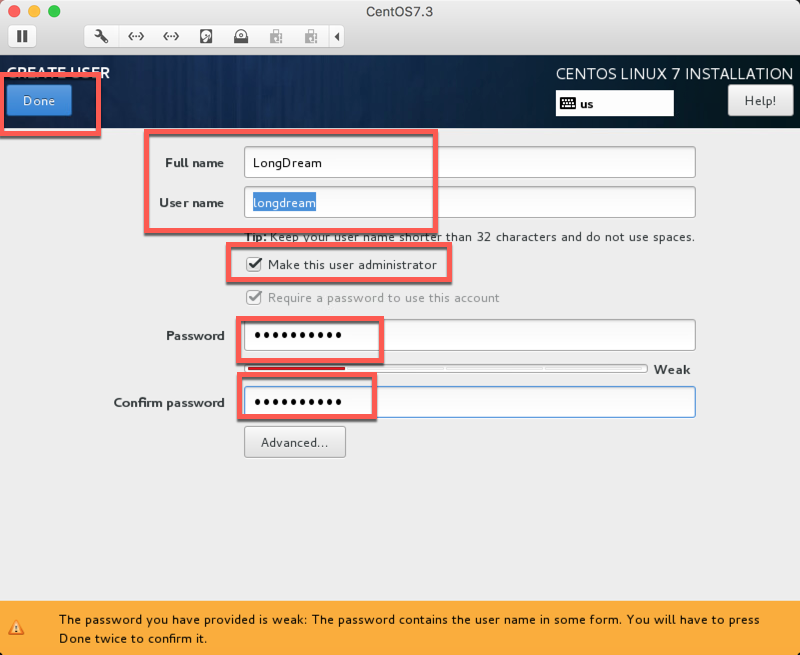 CentOS7.3
CREATE USER
CENTOS LINUX 7 INSTALLATION
Done
us
Help!
Full name
LongDream
User name
longdream
Tip: Keep your user name shorter than 32 characters and do not use spaces.
Make this user administrator
Require a password to use this account
Password
••••••••••
Weak
Confirm password
••••••••••
Advanced...
The password you have provided is weak: The password contains the user name in some form. You will have to press
Done twice to confirm it.